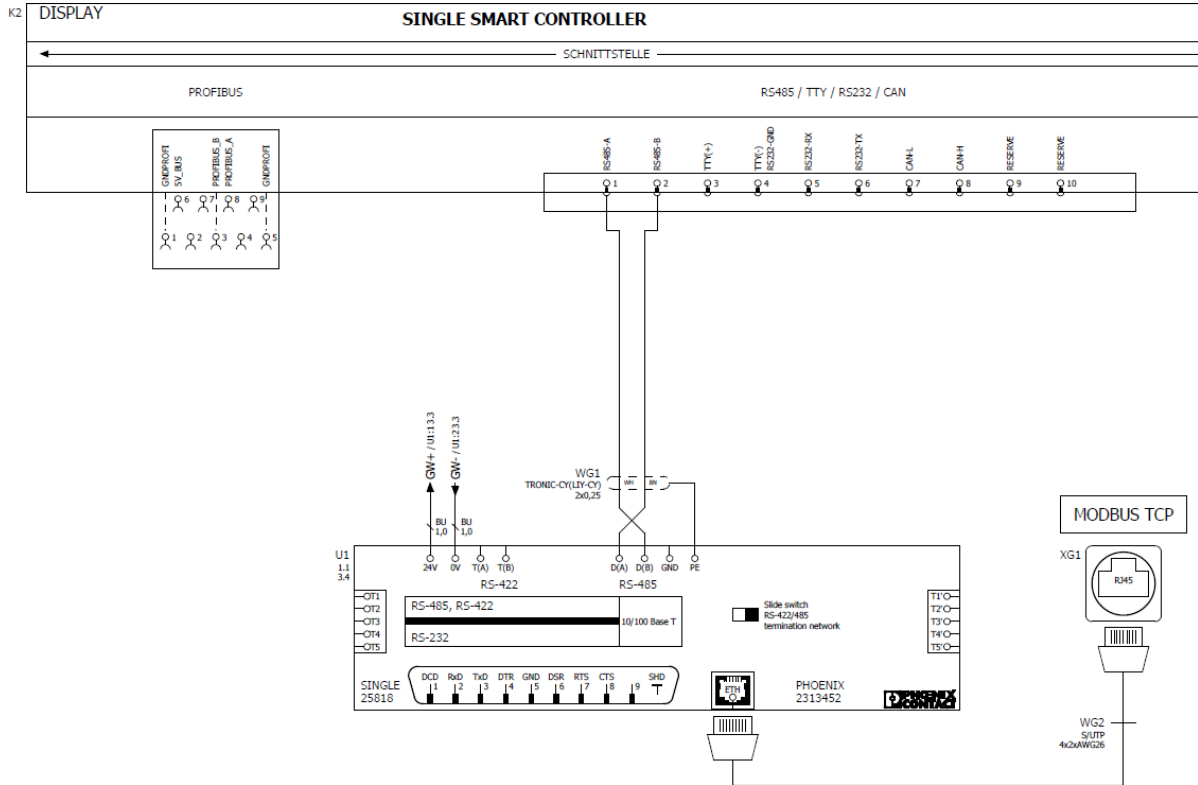 K2
DISPLAY
SINGLE SMART CONTROLLER
SCHNITTSTELLE
PROFIBUS
RS485 / TTY / RS232 / CAN
GNDPROFI
5V_BUS
PROFIBUS_B
PROFIBUS_A
GNDPROFI
6 7 8 9
1 2 3 4 5
RS485-A
RS485-B
TTY(+)
TTY(-)
RS232-GND
RS232-RX
RS232-TX
CAN-L
CAN-H
RESERVE
RESERVE
1 2 3 4 5 6 7 8 9 10
GW+ / U1:13.3
GW- / U1:23.3
BU
1,0
BU
1,0
WG1
TRONIC-CY(LIY-CY)
2x0,25
WH
BN
MODBUS TCP
XG1
RJ45
U1
1.1
3.4
24V 0V T(A) T(B) D(A) D(B) GND PE
RS-422 RS-485
OT1
OT2
OT3
OT4
OT5
RS-485, RS-422
10/100 Base T
RS-232
Slide switch
RS-422/485
termination network
T1'O
T2'O
T3'O
T4'O
T5'O
DCD RxD TxD DTR GND DSR RTS CTS SHD
1 2 3 4 5 6 7 8 9
SINGLE
25818
ETH
PHOENIX
2313452
PHOENIX
CONTACT
WG2
S/UTP
4x2xAWG26